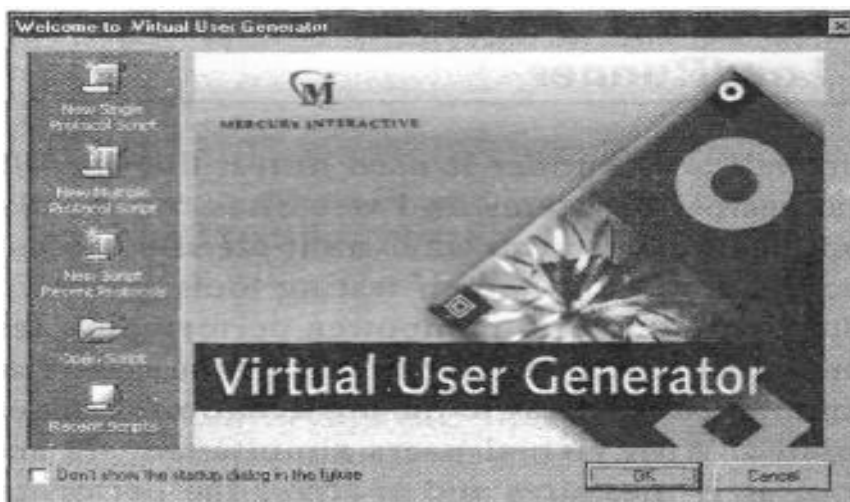 Welcome to Virtual User Generator
New Single
Protocol Script
New Multiple
Protocol Script
New Script
Recent Protocols
Open Script
Recent Scripts
MERCURY INTERACTIVE
Virtual User Generator
Don't show the startup dialog in the future
OK
Cancel